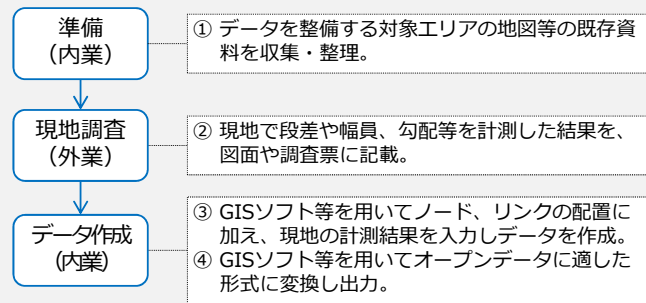 準備
（内業）
① データを整備する対象エリアの地図等の既存資
料を収集・整理。
現地調査
（外業）
② 現地で段差や幅員、勾配等を計測した結果を、
図面や調査票に記載。
データ作成
（内業）
③ GISソフト等を用いてノード、リンクの配置に
加え、現地の計測結果を入力しデータを作成。
④ GISソフト等を用いてオープンデータに適した
形式に変換し出力。